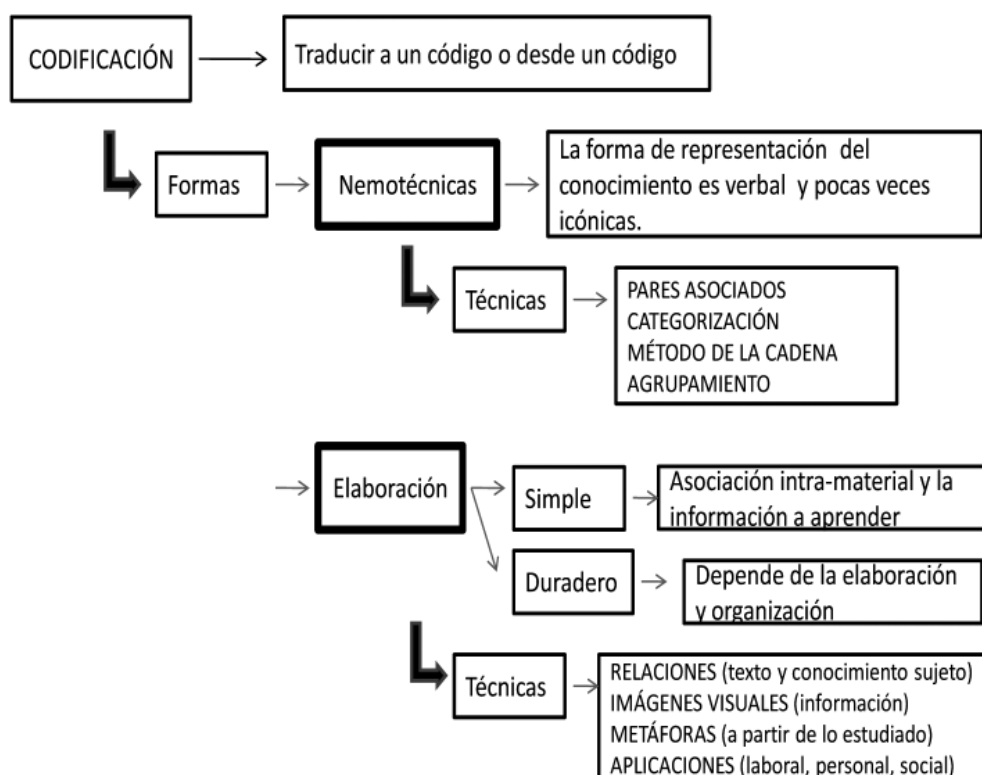 CODIFICACIÓN
Traducir a un código o desde un código
Formas
Nemotécnicas
La forma de representación del
conocimiento es verbal y pocas veces
icónicas.
Técnicas
PARES ASOCIADOS
CATEGORIZACIÓN
MÉTODO DE LA CADENA
AGRUPAMIENTO
Elaboración
Simple
Asociación intra-material y la
información a aprender
Duradero
Depende de la elaboración
y organización
Técnicas
RELACIONES (texto y conocimiento sujeto)
IMÁGENES VISUALES (información)
METÁFORAS (a partir de lo estudiado)
APLICACIONES (laboral, personal, social)